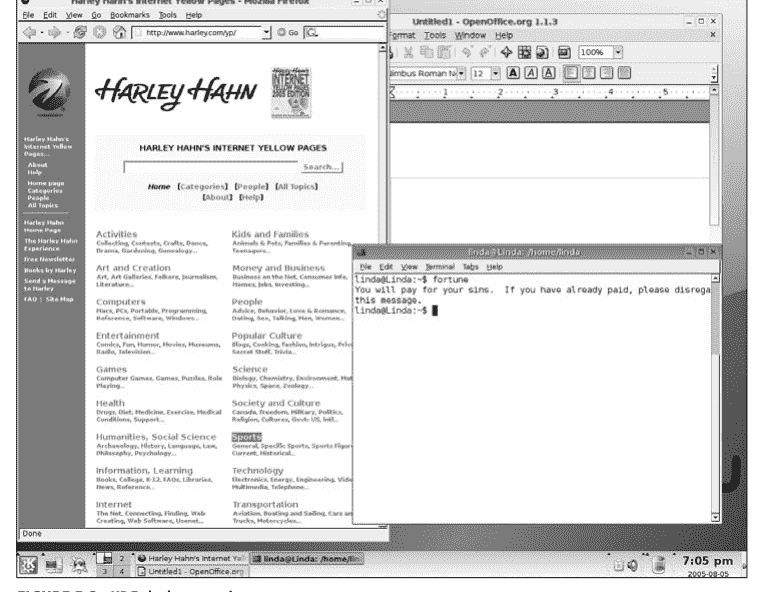 Harley Hahn's Internet Yellow Pages - Mozilla Firefox
File Edit View Go Bookmarks Tools Help
http://www.harley.com/yp/ Go
HARLEY HAHN
INTERNET
YELLOW PAGES
2005 EDITION
Harley Hahn's
Internet Yellow
Pages...
About
Help
Home page
Categories
People
All Topics
Harley Hahn
Home Page
The Harley Hahn
Experience
Free Newsletter
Books by Harley
Send a Message
to Harley
FAQ | Site Map
HARLEY HAHN'S INTERNET YELLOW PAGES
Search...
Home [Categories] [People] [All Topics]
[About] [Help]
Activities
Collecting, Contests, Crafts, Dance,
Drama, Gardening, Genealogy...
Art and Creation
Art, Art Galleries, Folklore, Journalism,
Literature...
Computers
Macs, PCs, Portable, Programming,
Reference, Software, Windows...
Entertainment
Comics, Fun, Humor, Movies, Museums,
Radio, Television...
Games
Computer Games, Games, Puzzles, Role
Playing...
Health
Drugs, Diet, Medicine, Exercise, Medical
Conditions, Support...
Humanities, Social Science
Archaeology, History, Language, Law,
Philosophy, Psychology...
Information, Learning
Books, College, K-12, FAQs, Libraries,
News, Reference...
Internet
The Net, Connecting, Finding, Web
Creating, Web Software, Usenet...
Kids and Families
Animals & Pets, Families & Parenting,
Teenagers...
Money and Business
Business on the Net, Consumer Info,
Homes, Jobs, Investing...
People
Advice, Behavior, Love & Romance,
Dating, Sex, Talking, Men, Women...
Popular Culture
Blogs, Cooking, Fashion, Intrigue,
Secret Stuff, Trivia...
Science
Biology, Chemistry, Environment,
Physics, Space, Zoology...
Society and Culture
Canada, Freedom, Military, Politics,
Religion, Cultures, Govt: US, Intl...
Sports
General, Specific Sports, Sports
Current, Historical...
Technology
Electronics, Energy, Engineering,
Multimedia, Telephone...
Transportation
Aviation, Boating and Sailing, Cars
Trucks, Motorcycles...
Done
Untitled1 - OpenOffice.org 1.1.3
Format Tools Window Help
100%
Nimbus Roman 12 A A A
1 2 3 4 5
linda@Linda: /home/linda
File Edit View Terminal Tabs Help
linda@Linda:~$ fortune
You will pay for your sins. If you have already paid, please disrega
this message.
linda@Linda:~$
2 Harley Hahn's Internet linda@Linda: /home/lin
3 4 Untitled1 - OpenOffice.org
7:05 pm
2005-08-05